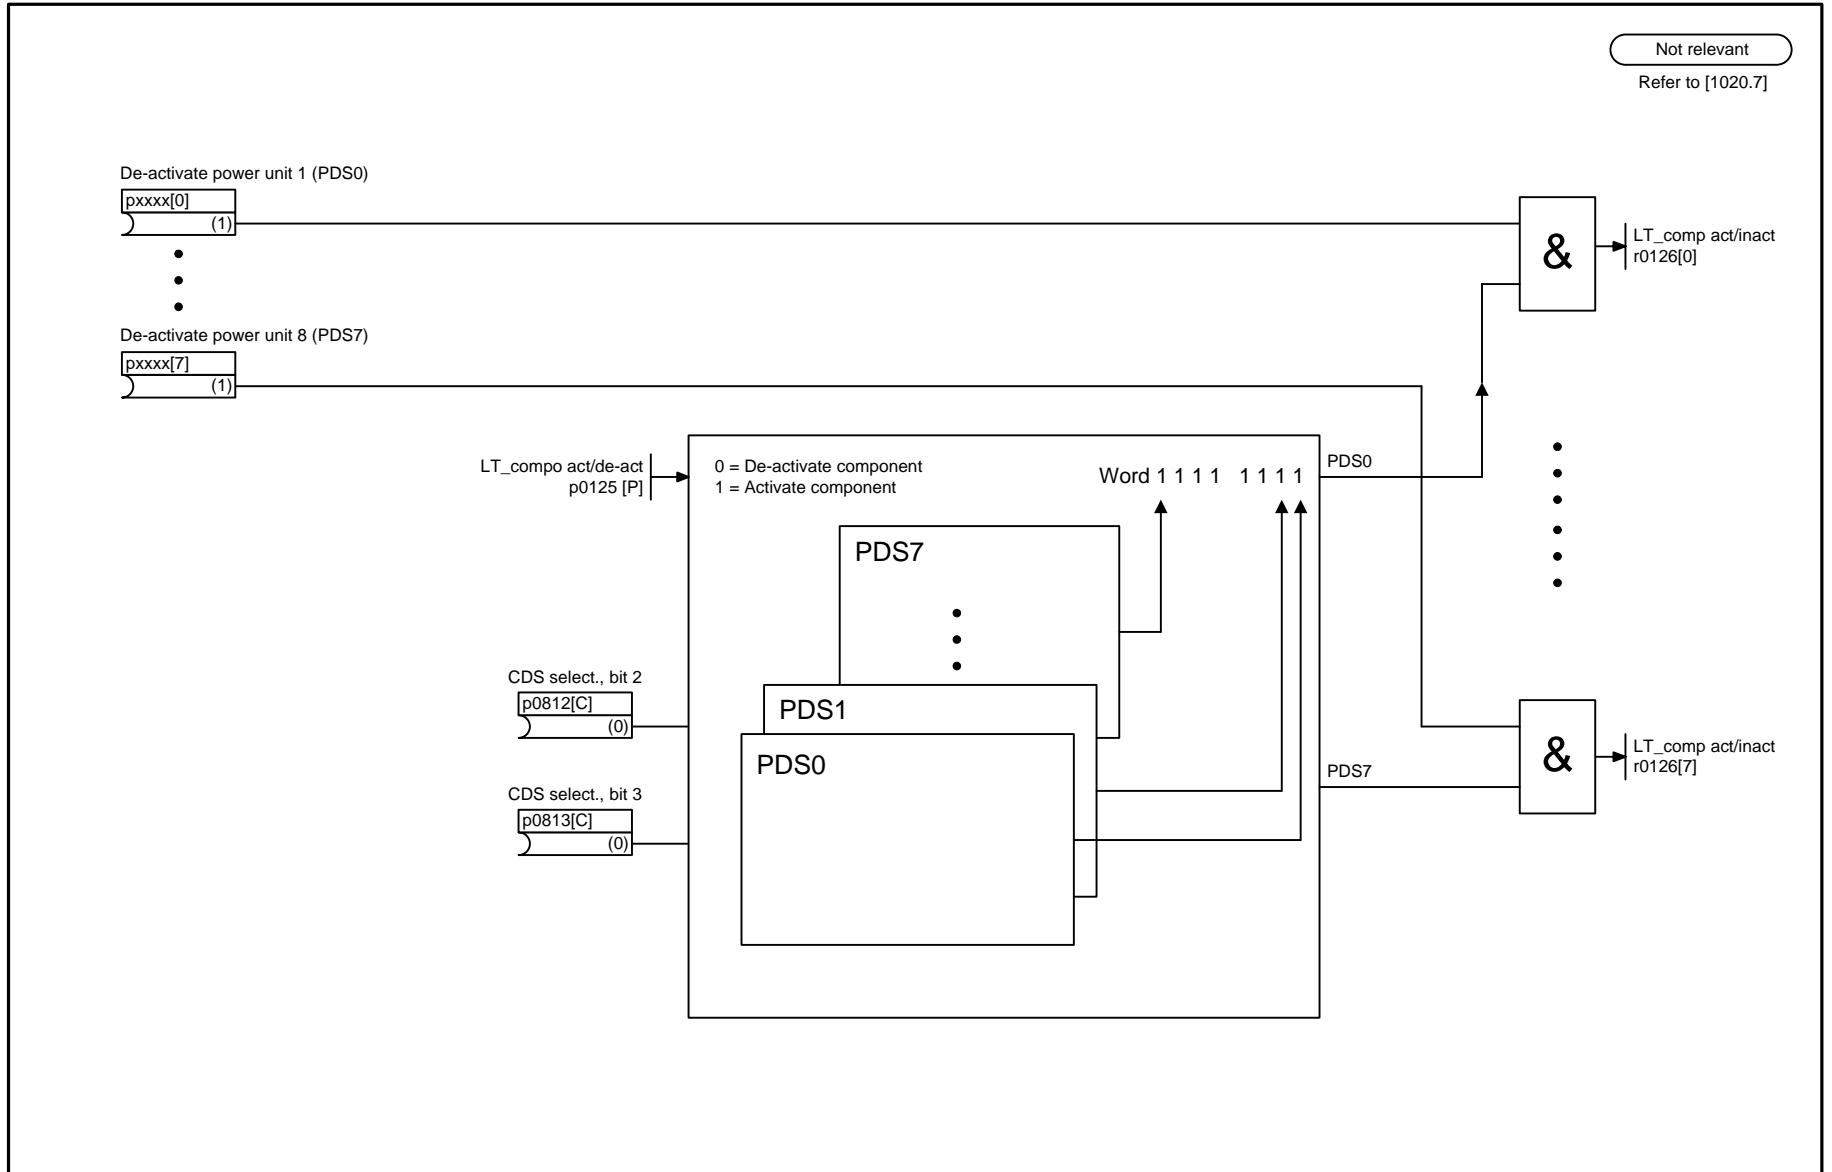 Not relevant
Refer to [1020.7]
De-activate power unit 1 (PDS0)
pxxxx[0]
(1)
LT_comp act/inact
r0126[0]
&
De-activate power unit 8 (PDS7)
pxxxx[7]
(1)
LT_compo act/de-act
p0125 [P]
0 = De-activate component
1 = Activate component
Word 1 1 1 1 1 1 1 1
PDS0
PDS7
CDS select., bit 2
p0812[C]
(0)
PDS1
PDS0
CDS select., bit 3
p0813[C]
(0)
PDS7
&
LT_comp act/inact
r0126[7]